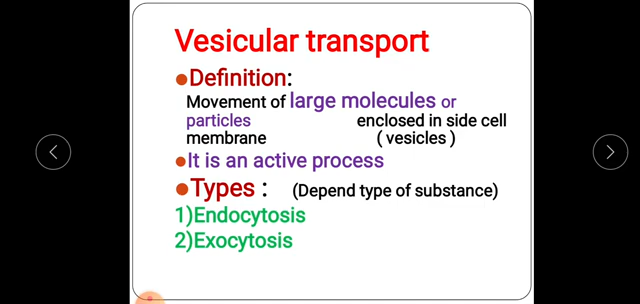 Vesicular transport
Definition:
Movement of large molecules or
particles enclosed in side cell
membrane ( vesicles )
It is an active process
Types : (Depend type of substance)
1)Endocytosis
2)Exocytosis